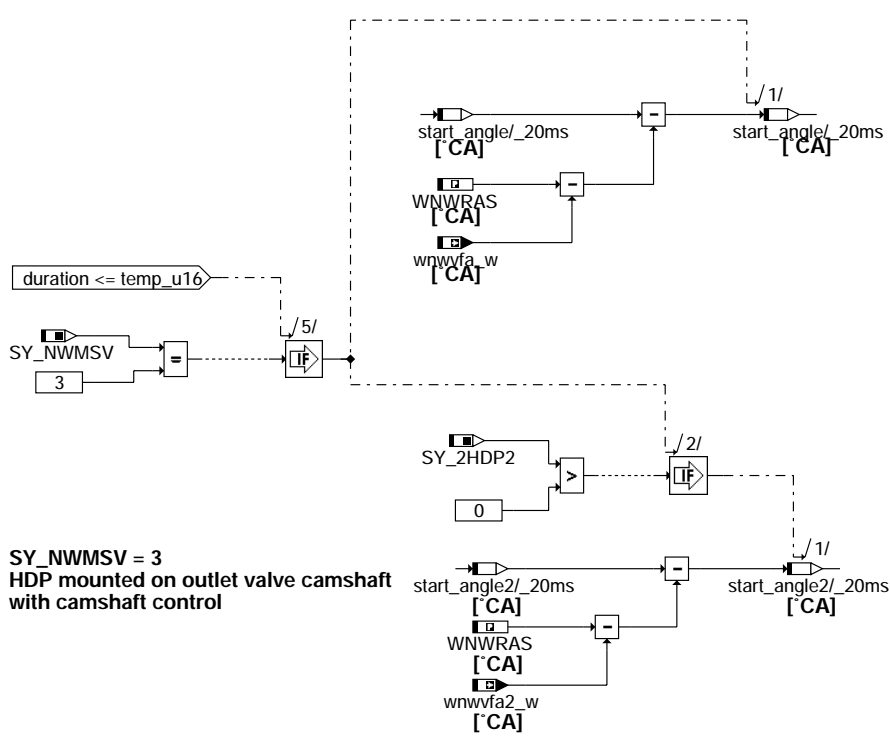 /1/
start_angle/_20ms
[°CA]
start_angle/_20ms
[°CA]
WNWRAS
[°CA]
wnwvfa_w
[°CA]
duration <= temp_u16
/5/
SY_NWMSV
=
IF
3
/2/
SY_2HDP2
>
IF
0
SY_NWMSV = 3
HDP mounted on outlet valve camshaft
with camshaft control
/1/
start_angle2/_20ms
[°CA]
start_angle2/_20ms
[°CA]
WNWRAS
[°CA]
wnwvfa2_w
[°CA]